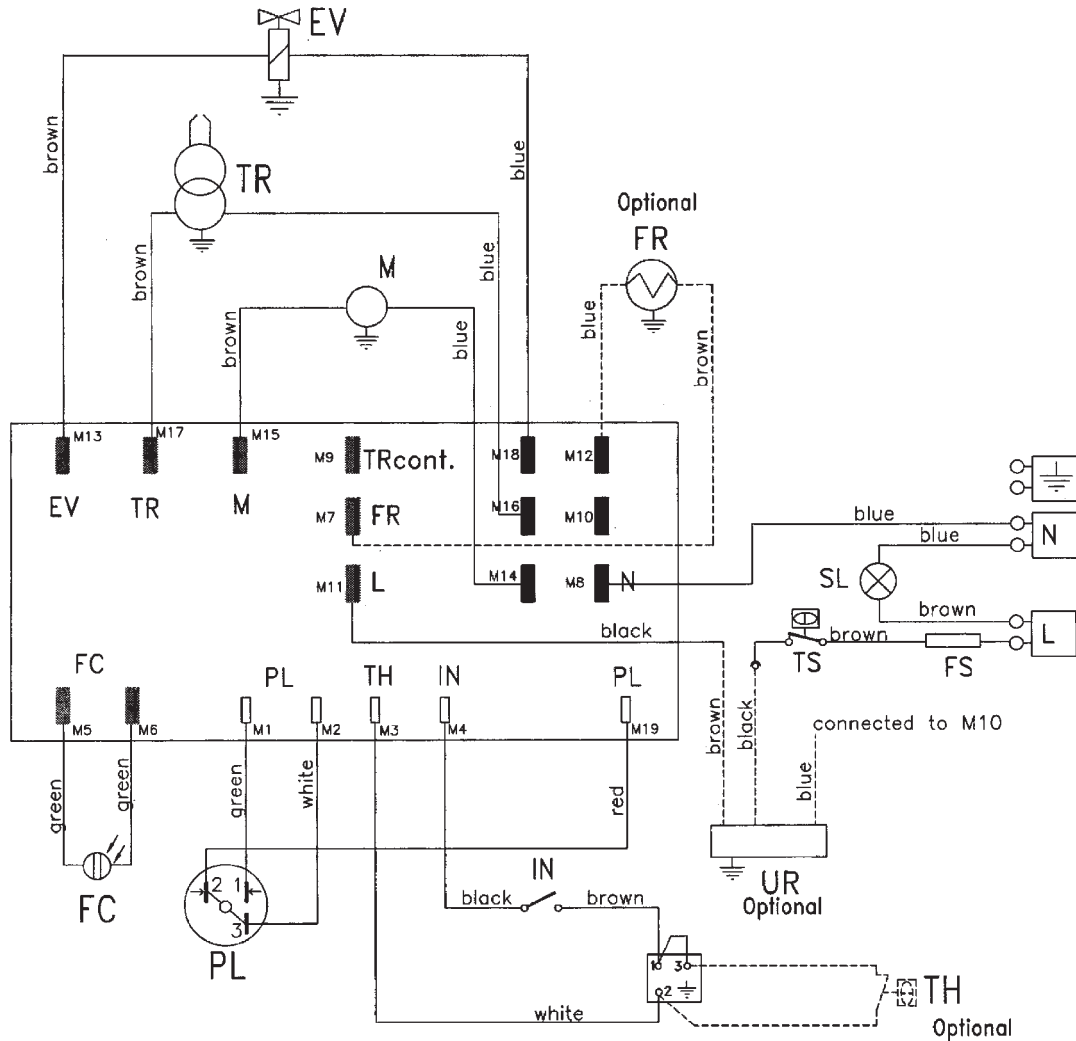 EV
brown
blue
TR
Optional
FR
brown
blue
M
brown
blue
blue
brown
M13
M17
M15
M9
TRcont.
M18
M12
EV
TR
M
M7
FR
M16
M10
blue
N
blue
M11
L
M14
M8
N
SL
brown
black
brown
L
TS
FS
FC
PL
TH
IN
PL
M5
M6
M1
M2
M3
M4
M19
connected to M10
brown
black
blue
green
green
green
white
red
2
1
3
FC
PL
IN
black
brown
UR
Optional
1
3
2
TH
Optional
white